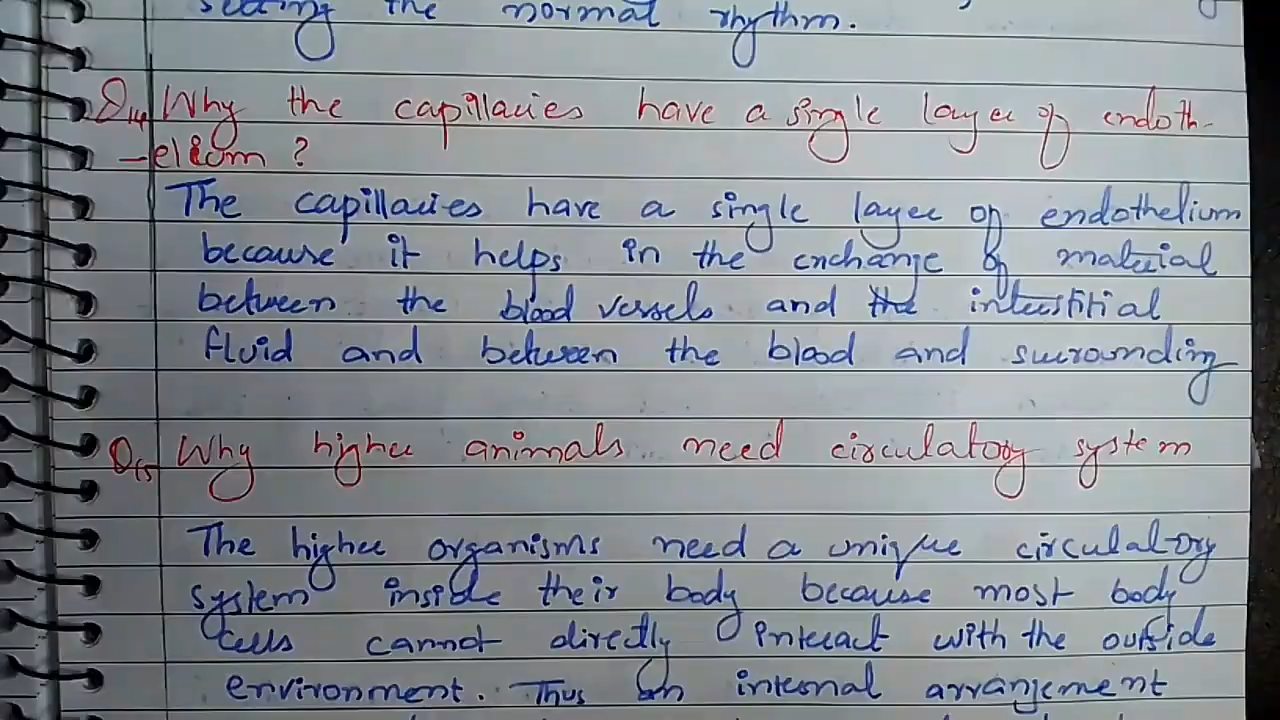 setting the normal rhythm.
Q14 Why the capillaries have a single layer of endoth-
-elium ?
The capillaries have a single layer of endothelium
because it helps in the exchange of material
between the blood vessels and the interstitial
fluid and between the blood and surrounding
Q15 Why higher animals need circulatory system
The higher organisms need a unique circulatory
system inside their body because most body
cells cannot directly interact with the outside
environment. Thus an internal arrangement